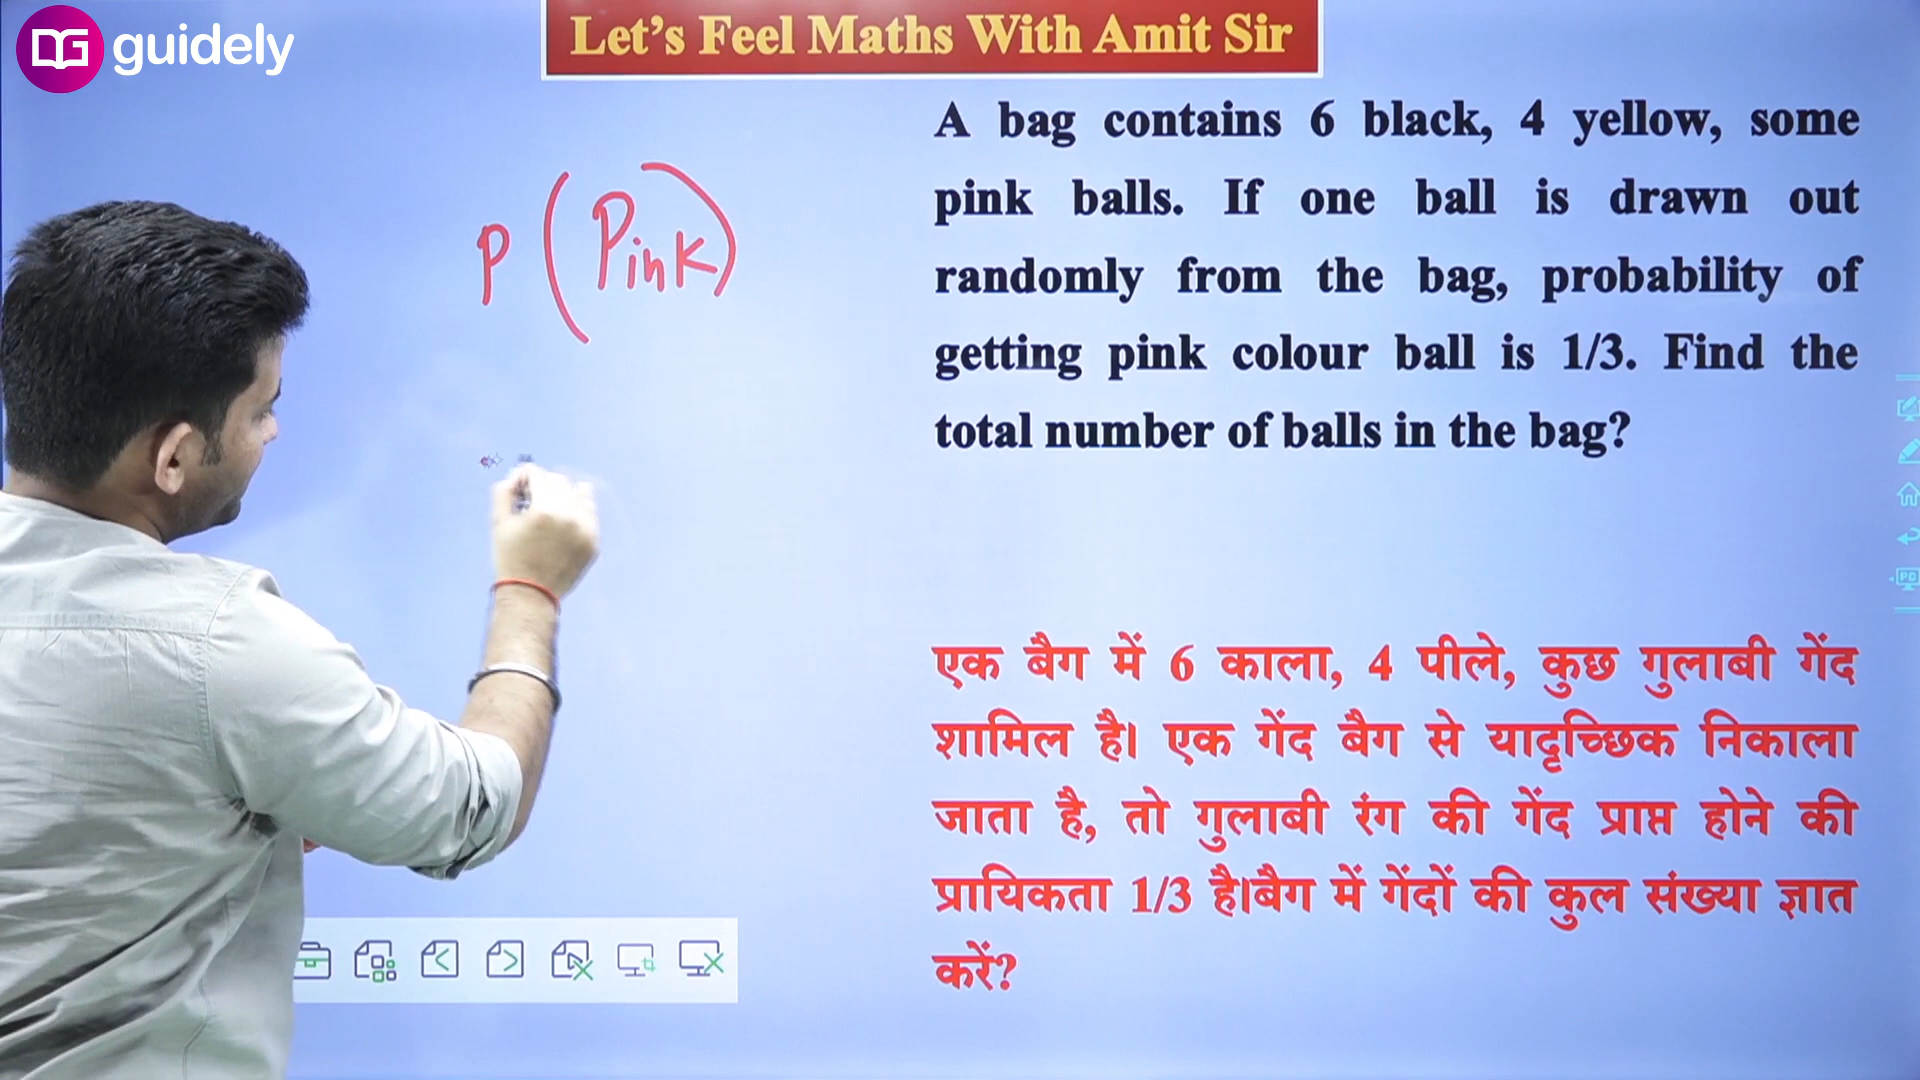 guidely
Let's Feel Maths With Amit Sir
A bag contains 6 black, 4 yellow, some
pink balls. If one ball is drawn out
randomly from the bag, probability of
getting pink colour ball is 1/3. Find the
total number of balls in the bag?
P (Pink)
एक बैग में 6 काला, 4 पीले, कुछ गुलाबी गेंद
शामिल है। एक गेंद बैग से यादृच्छिक निकाला
जाता है, तो गुलाबी रंग की गेंद प्राप्त होने की
प्रायिकता 1/3 है।बैग में गेंदों की कुल संख्या ज्ञात
करें?